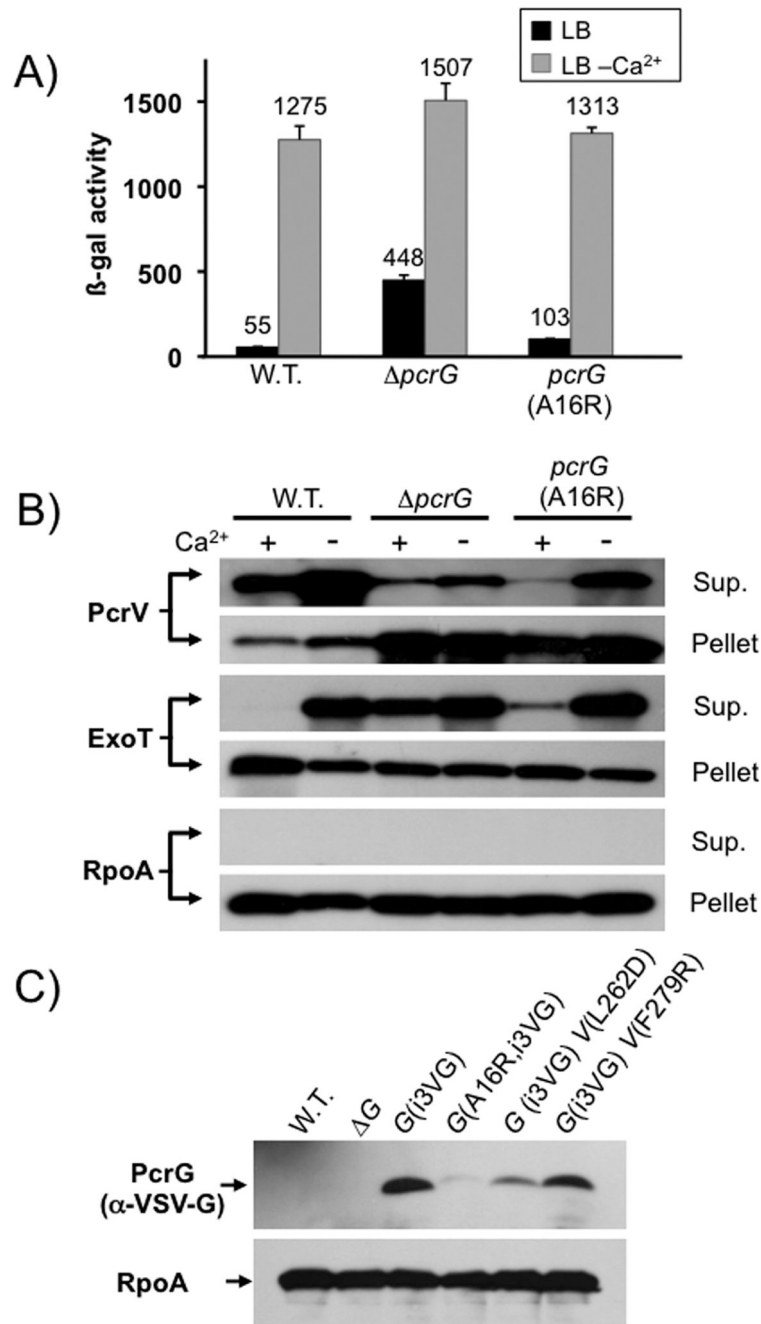 A)
LB
LB –Ca²⁺
ß-gal activity
1500
1000
500
0
1275
1507
1313
448
55
103
W.T.
ΔpcrG
pcrG
(A16R)
B)
W.T.
ΔpcrG
pcrG
(A16R)
Ca²⁺
+ - + - + -
PcrV
Sup.
Pellet
ExoT
Sup.
Pellet
RpoA
Sup.
Pellet
C)
W.T.
ΔG
G(i3VG)
G(A16R,i3VG)
G (i3VG) V(L262D)
G(i3VG) V(F279R)
PcrG
(α-VSV-G)
RpoA